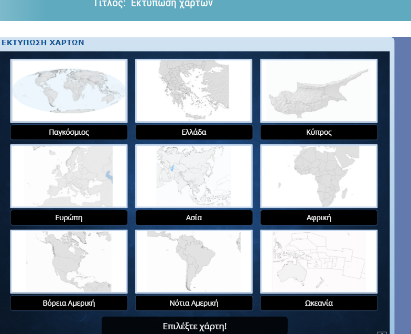 Τίτλος: Εκτύπωση χαρτών
ΕΚΤΥΠΩΣΗ ΧΑΡΤΩΝ
Παγκόσμιος
Ελλάδα
Κύπρος
Ευρώπη
Ασία
Αφρική
Βόρεια Αμερική
Νότια Αμερική
Ωκεανία
Επιλέξτε χάρτη!